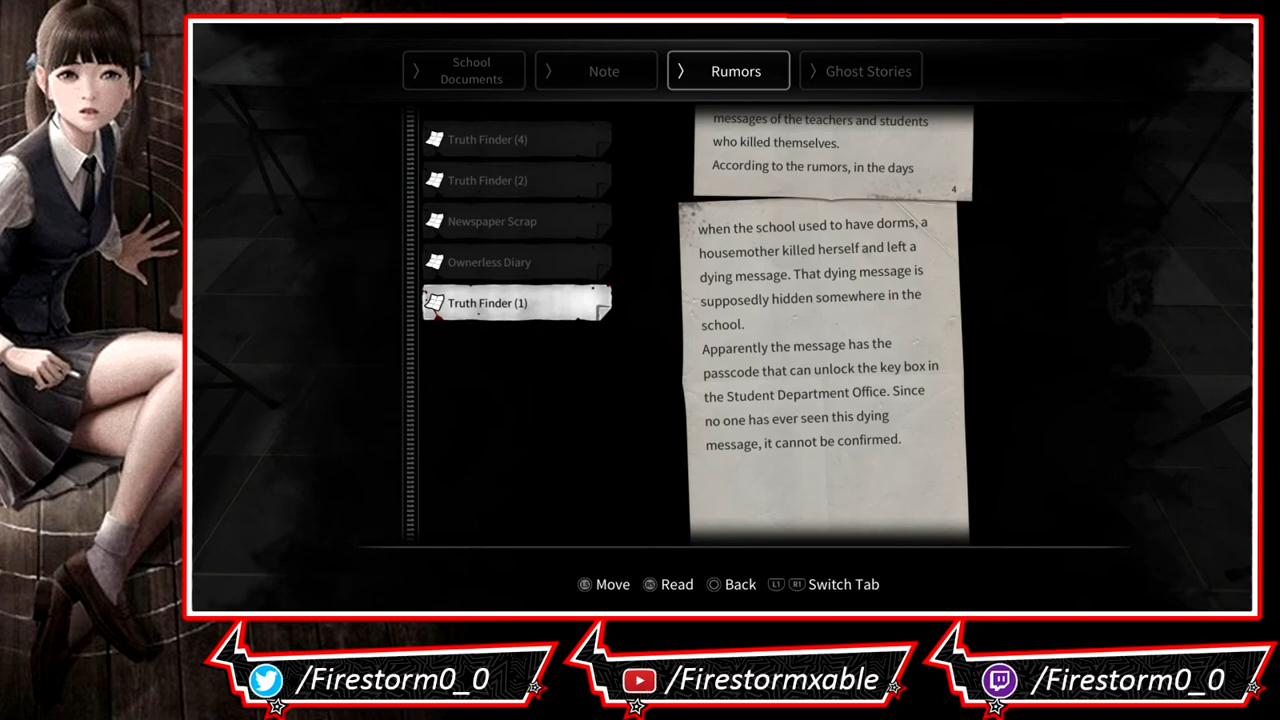 School
Documents
Note
Rumors
Ghost Stories
Truth Finder (4)
Truth Finder (2)
Newspaper Scrap
Ownerless Diary
Truth Finder (1)
messages of the teachers and students
who killed themselves.
According to the rumors, in the days
4
when the school used to have dorms, a
housemother killed herself and left a
dying message. That dying message is
supposedly hidden somewhere in the
school.
Apparently the message has the
passcode that can unlock the key box in
the Student Department Office. Since
no one has ever seen this dying
message, it cannot be confirmed.
Move Read Back L1 R1 Switch Tab
/Firestorm0_0 /Firestormxable /Firestorm0_0